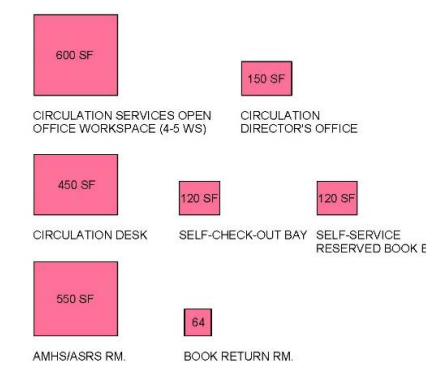 600 SF
150 SF
CIRCULATION SERVICES OPEN
OFFICE WORKSPACE (4-5 WS)
CIRCULATION
DIRECTOR'S OFFICE
450 SF
120 SF
120 SF
CIRCULATION DESK
SELF-CHECK-OUT BAY
SELF-SERVICE
RESERVED BOOK
550 SF
64
AMHS/ASRS RM.
BOOK RETURN RM.